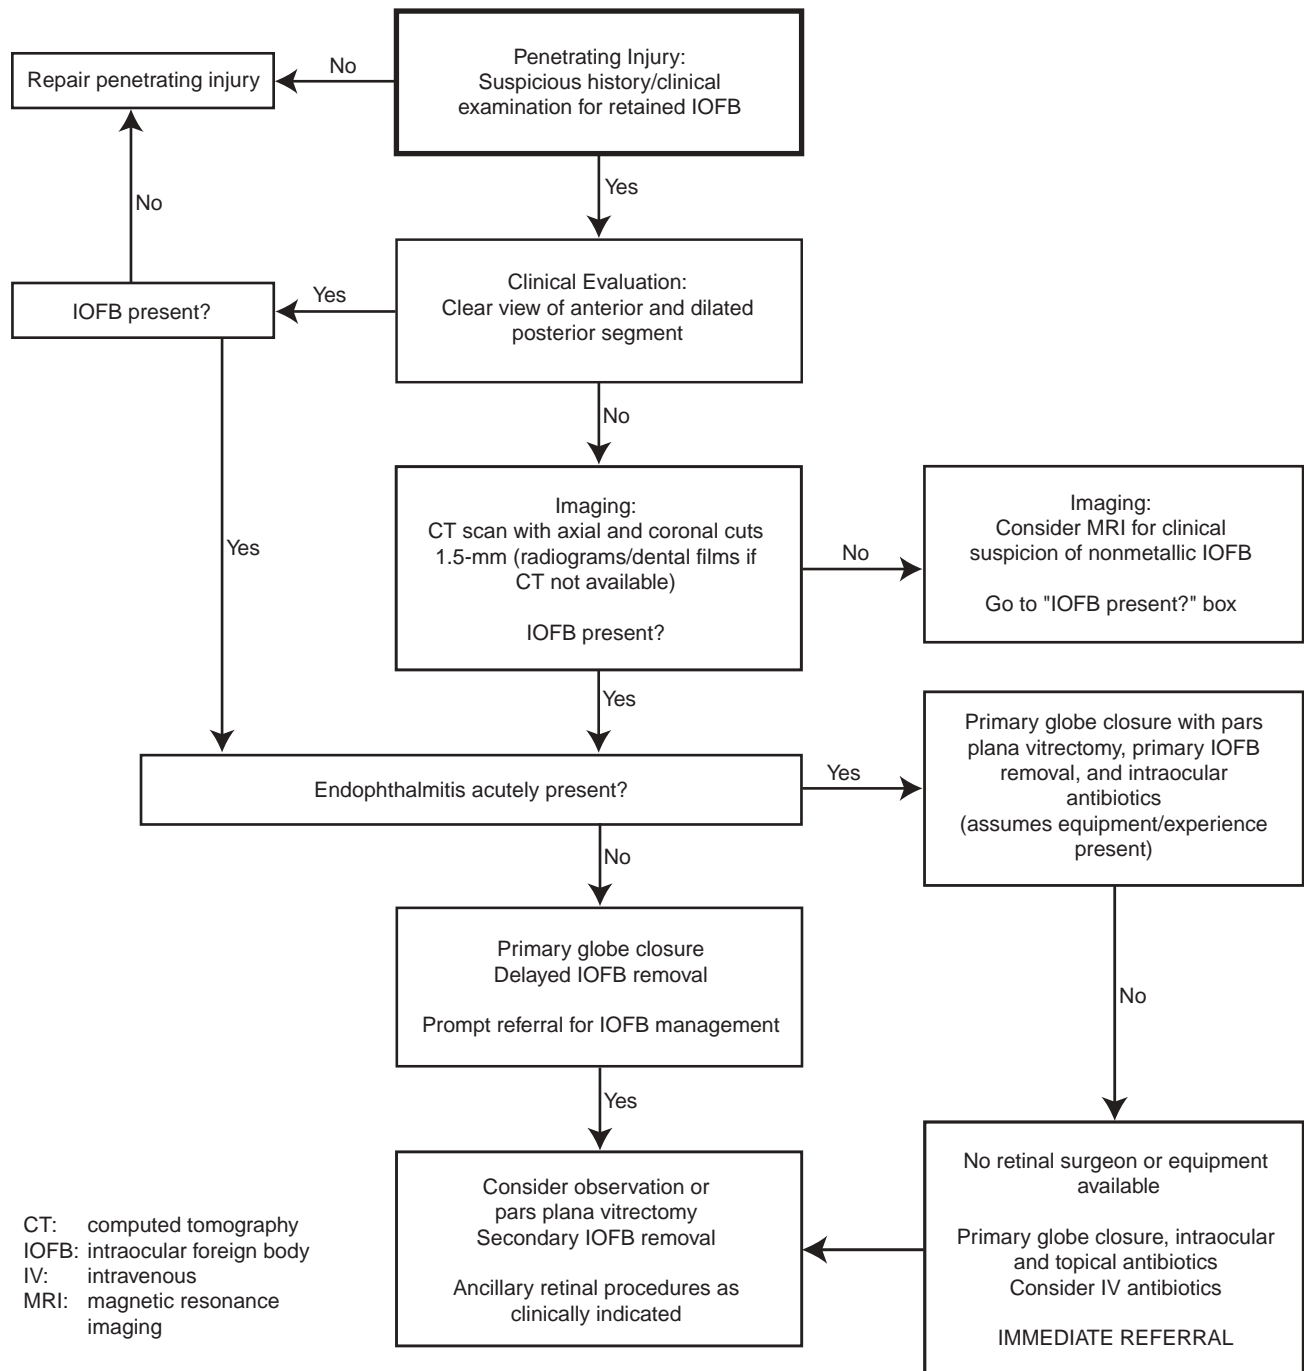 Penetrating Injury:
Suspicious history/clinical
examination for retained IOFB
No
Repair penetrating injury
Yes
No
Clinical Evaluation:
Clear view of anterior and dilated
posterior segment
Yes
IOFB present?
No
Yes
Imaging:
CT scan with axial and coronal cuts
1.5-mm (radiograms/dental films if
CT not available)
IOFB present?
No
Imaging:
Consider MRI for clinical
suspicion of nonmetallic IOFB
Go to "IOFB present?" box
Yes
Endophthalmitis acutely present?
Yes
Primary globe closure with pars
plana vitrectomy, primary IOFB
removal, and intraocular
antibiotics
(assumes equipment/experience
present)
No
Primary globe closure
Delayed IOFB removal
Prompt referral for IOFB management
No
Yes
Consider observation or
pars plana vitrectomy
Secondary IOFB removal
Ancillary retinal procedures as
clinically indicated
No retinal surgeon or equipment
available
Primary globe closure, intraocular
and topical antibiotics
Consider IV antibiotics
IMMEDIATE REFERRAL
CT: computed tomography
IOFB: intraocular foreign body
IV: intravenous
MRI: magnetic resonance
imaging